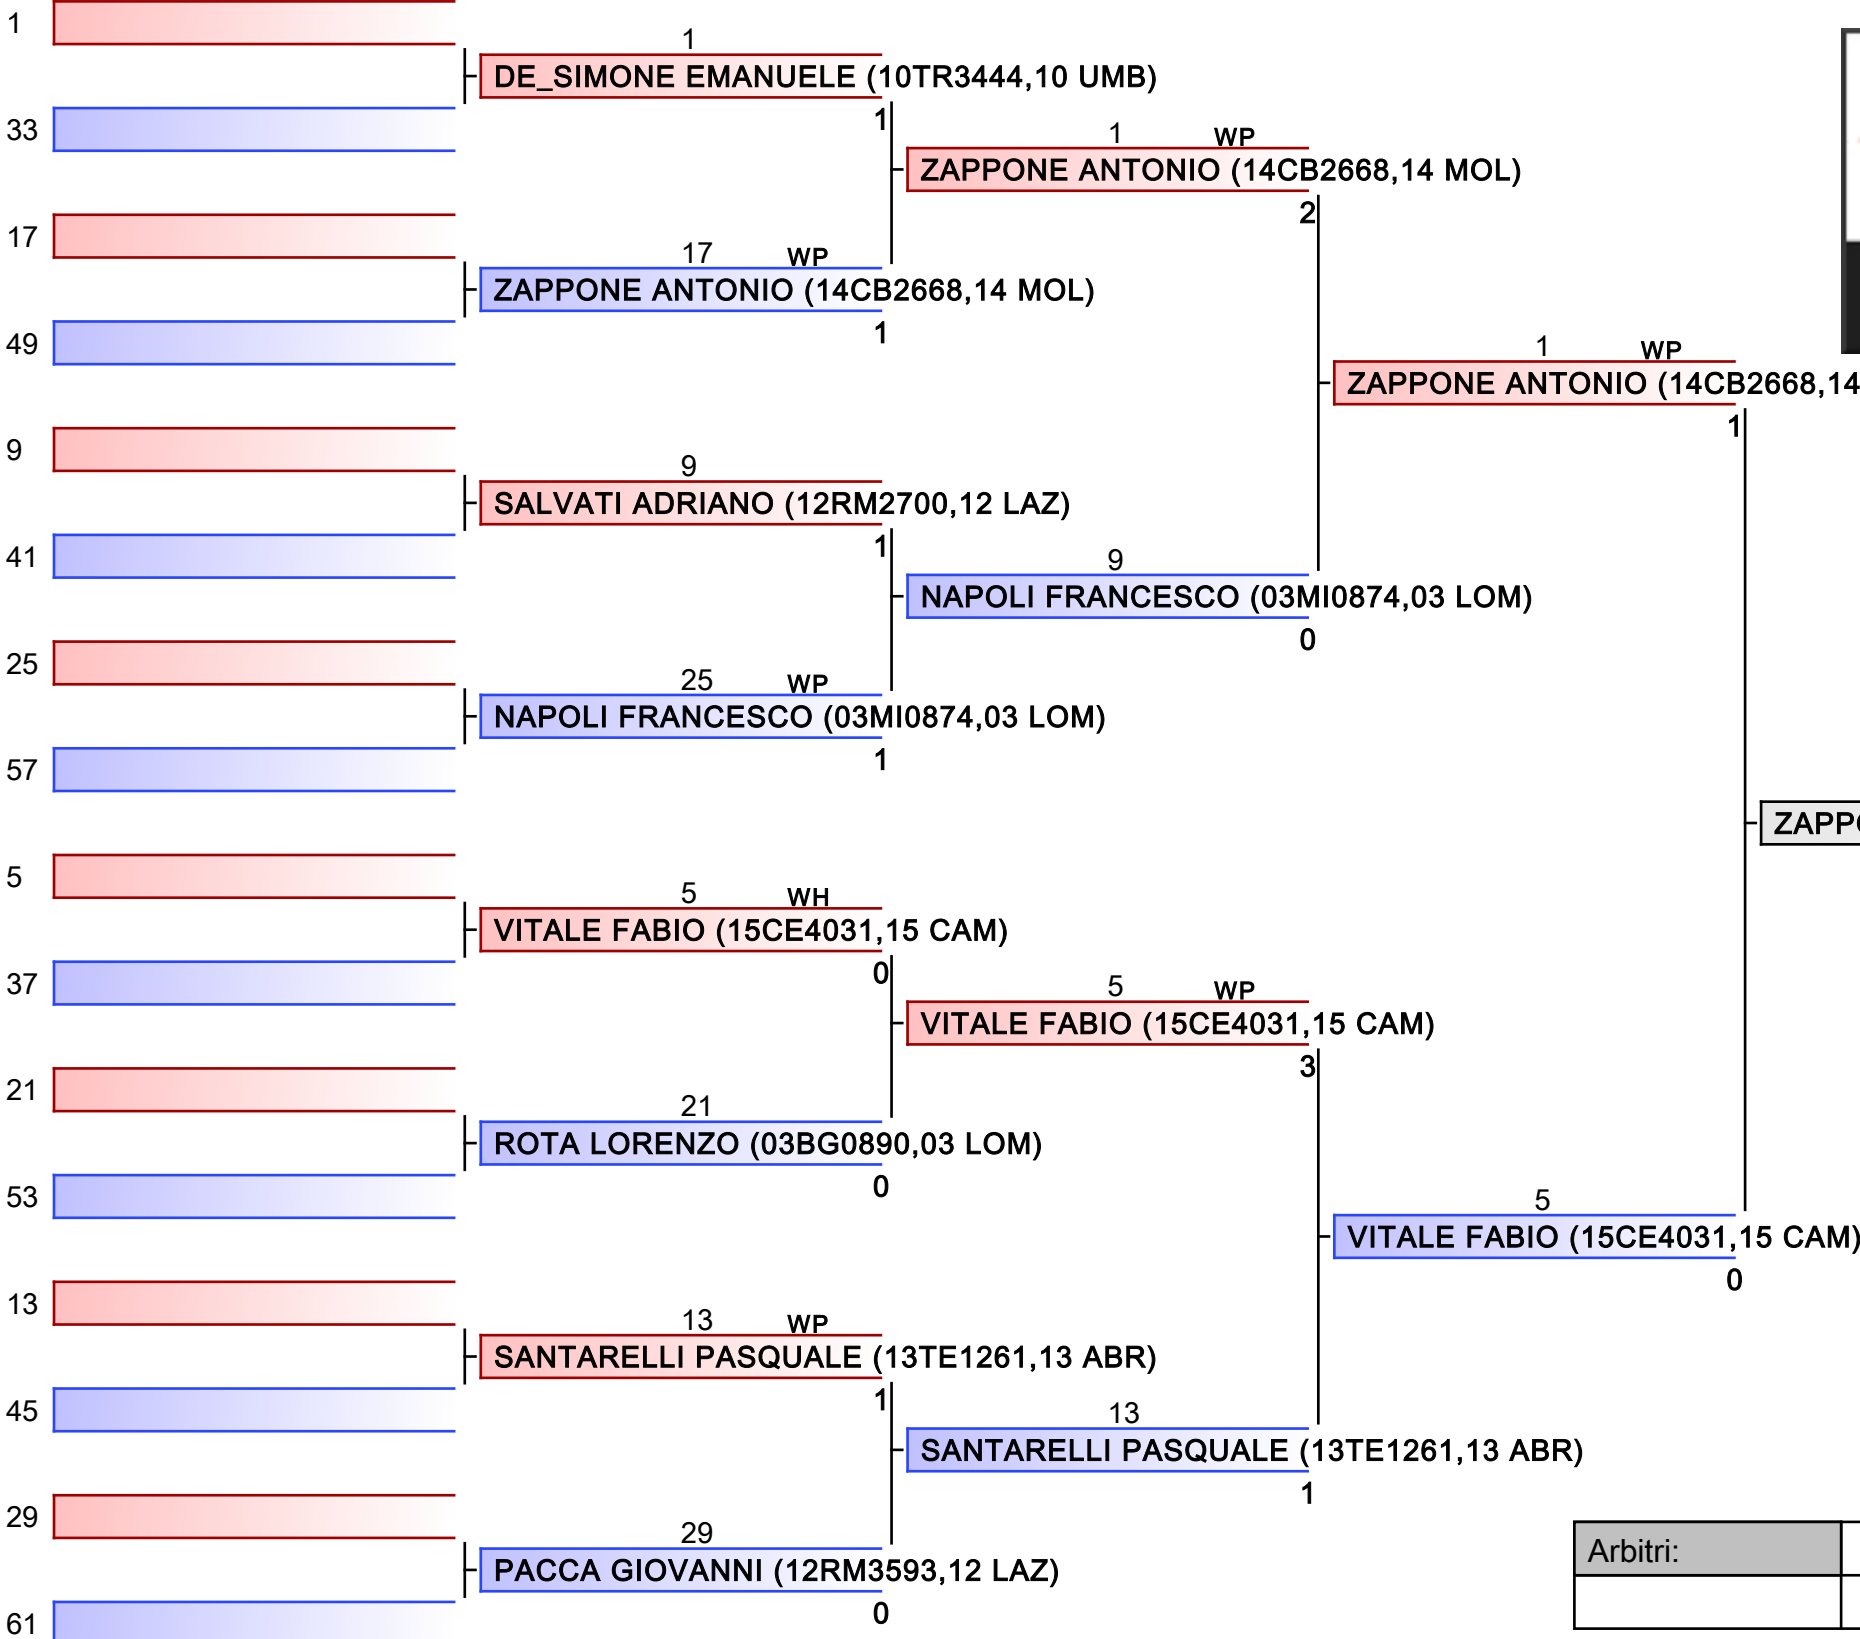 1
1
DE_SIMONE EMANUELE (10TR3444,10 UMB)
1
33
1 WP
ZAPPONE ANTONIO (14CB2668,14 MOL)
2
17
17 WP
ZAPPONE ANTONIO (14CB2668,14 MOL)
1
49
1 WP
ZAPPONE ANTONIO (14CB2668,14
1
9
9
SALVATI ADRIANO (12RM2700,12 LAZ)
1
41
9
NAPOLI FRANCESCO (03MI0874,03 LOM)
0
25
25 WP
NAPOLI FRANCESCO (03MI0874,03 LOM)
1
57
ZAPPO
5
5 WH
VITALE FABIO (15CE4031,15 CAM)
0
37
5 WP
VITALE FABIO (15CE4031,15 CAM)
3
21
21
ROTA LORENZO (03BG0890,03 LOM)
0
53
5
VITALE FABIO (15CE4031,15 CAM)
0
13
13 WP
SANTARELLI PASQUALE (13TE1261,13 ABR)
1
45
13
SANTARELLI PASQUALE (13TE1261,13 ABR)
1
29
29
PACCA GIOVANNI (12RM3593,12 LAZ)
0
61
Arbitri: